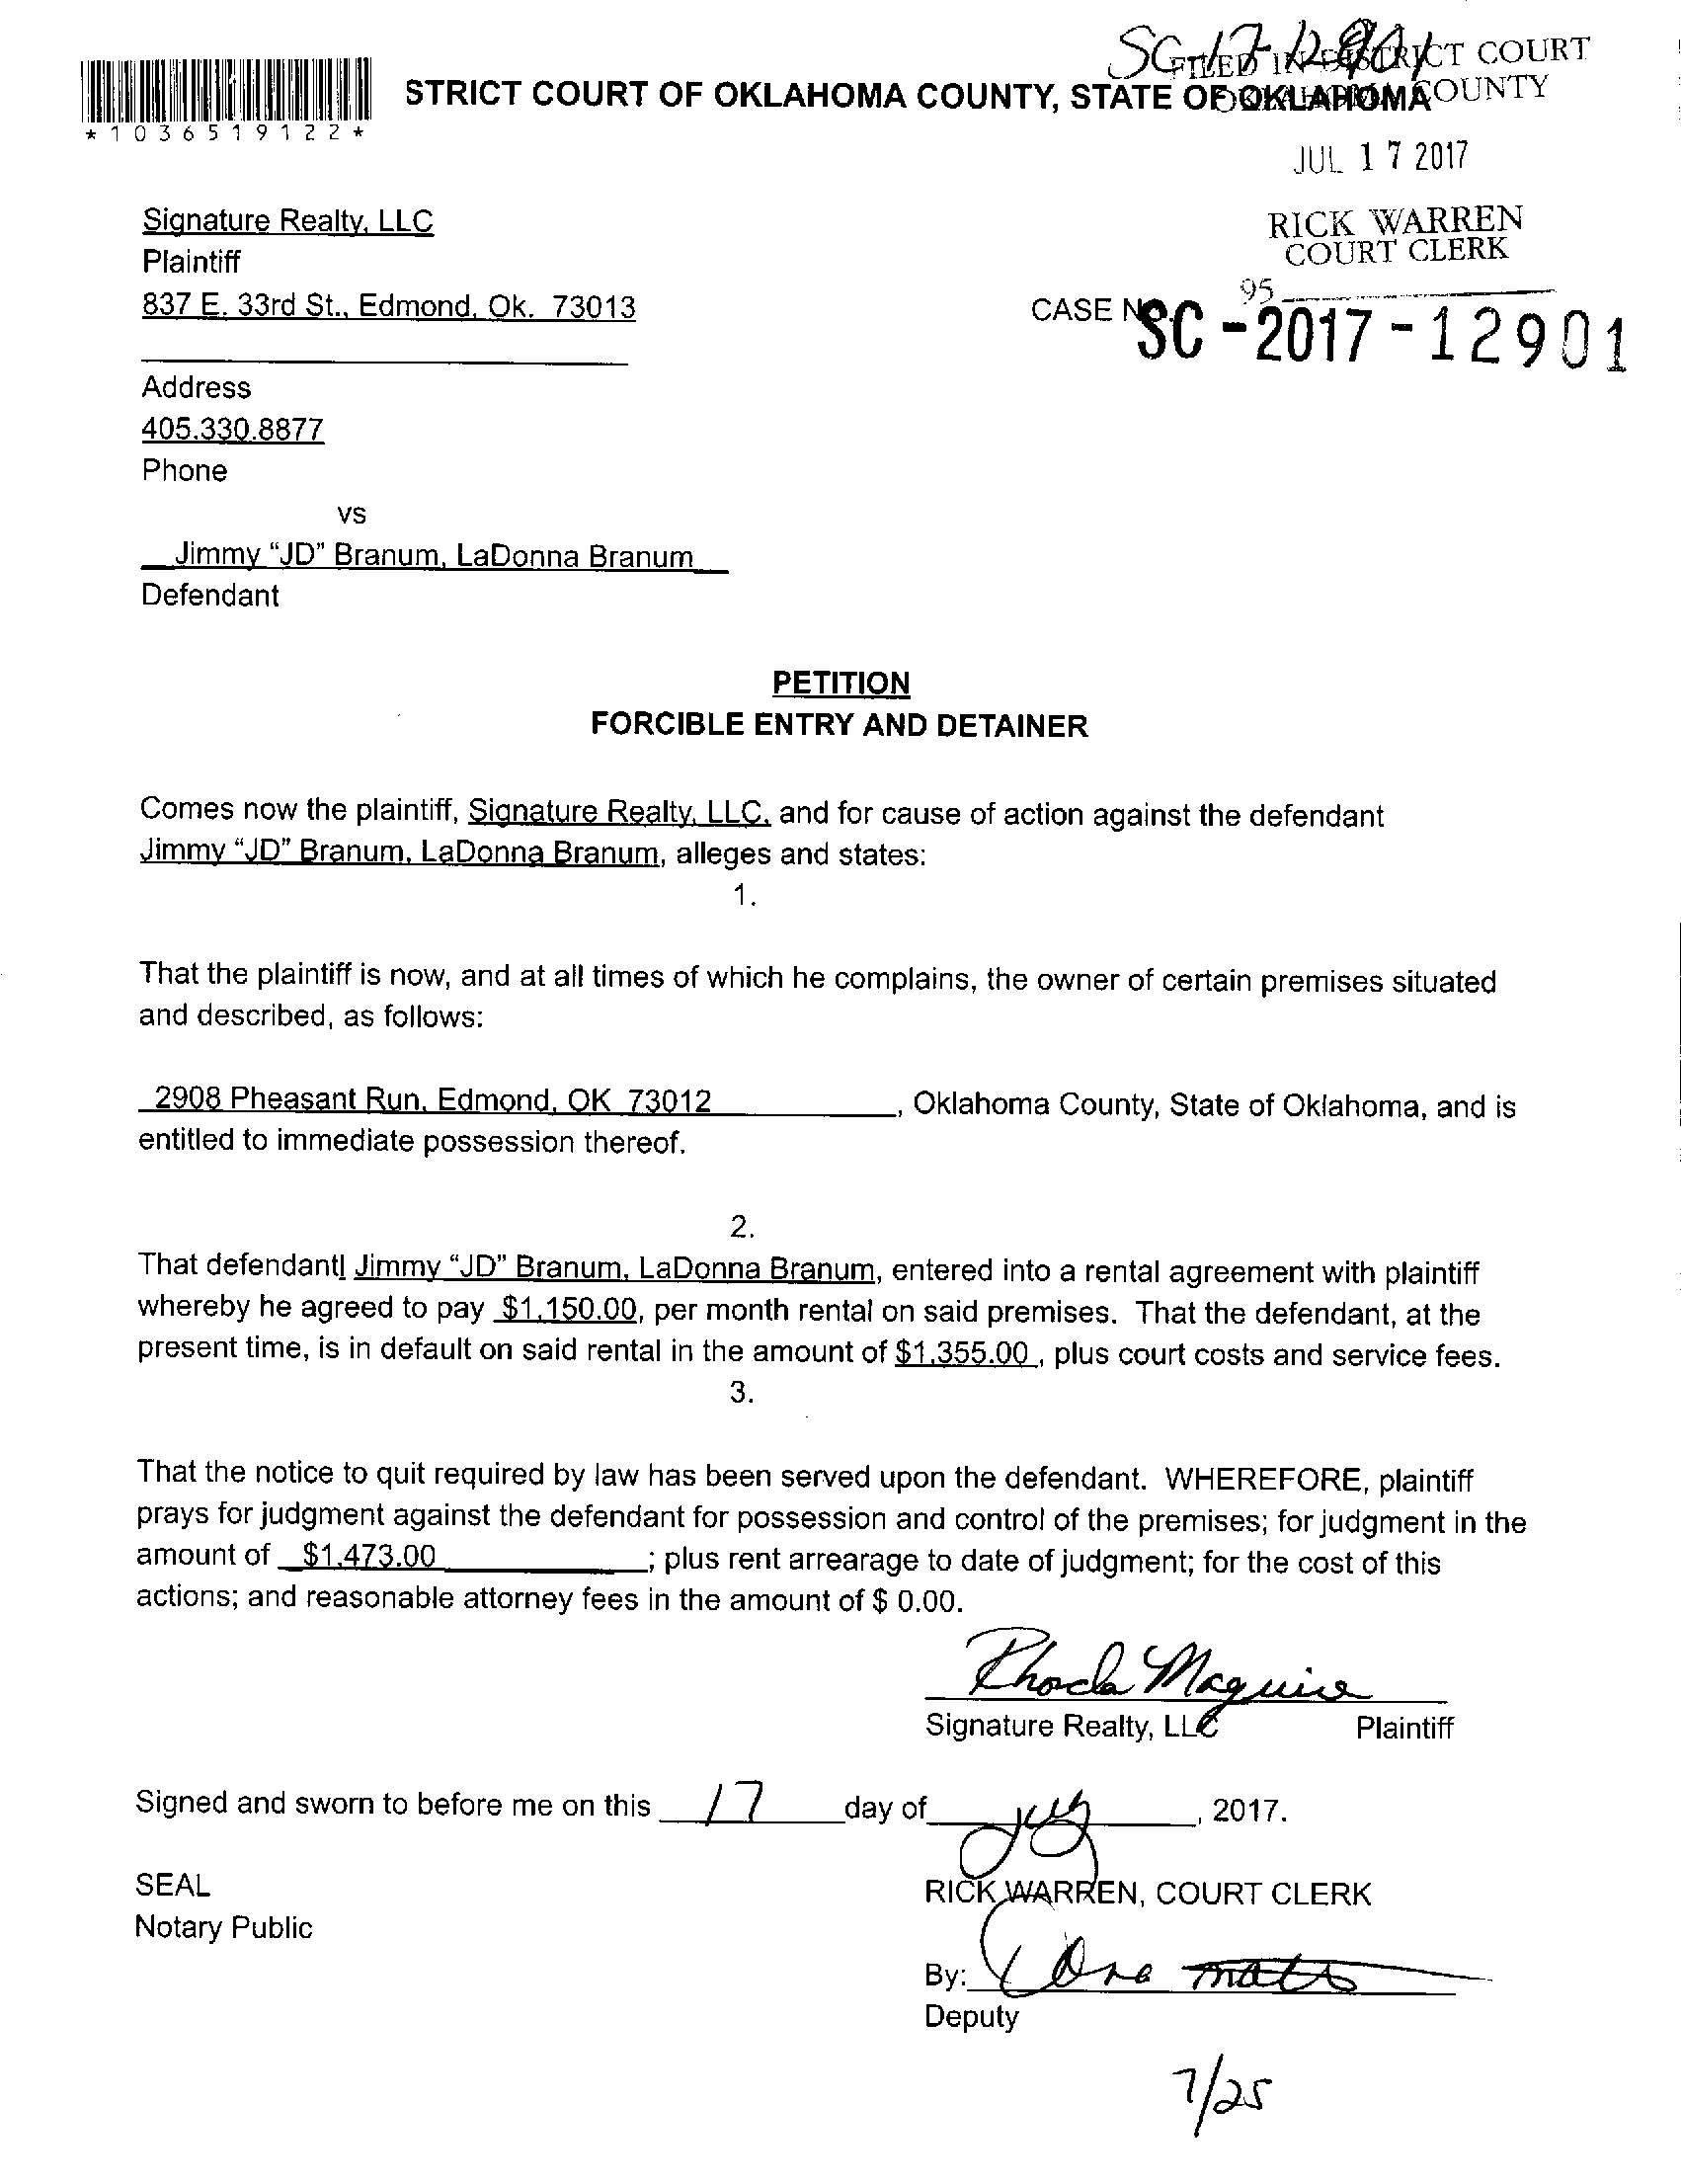 SC-17-12901
FILED IN DISTRICT COURT
OKLAHOMA COUNTY
STRICT COURT OF OKLAHOMA COUNTY, STATE OF OKLAHOMA
*1036519122*
JUL 17 2017
RICK WARREN
COURT CLERK
95
Signature Realty, LLC
Plaintiff
837 E. 33rd St., Edmond, Ok. 73013
CASE NO. SC-2017-12901
Address
405.330.8877
Phone
vs
Jimmy “JD” Branum, LaDonna Branum
Defendant
PETITION
FORCIBLE ENTRY AND DETAINER
Comes now the plaintiff, Signature Realty, LLC, and for cause of action against the defendant
Jimmy “JD” Branum, LaDonna Branum, alleges and states:
1.
That the plaintiff is now, and at all times of which he complains, the owner of certain premises situated
and described, as follows:
2908 Pheasant Run, Edmond, OK 73012, Oklahoma County, State of Oklahoma, and is
entitled to immediate possession thereof.
2.
That defendant! Jimmy “JD” Branum, LaDonna Branum, entered into a rental agreement with plaintiff
whereby he agreed to pay $1,150.00, per month rental on said premises. That the defendant, at the
present time, is in default on said rental in the amount of $1,355.00, plus court costs and service fees.
3.
That the notice to quit required by law has been served upon the defendant. WHEREFORE, plaintiff
prays for judgment against the defendant for possession and control of the premises; for judgment in the
amount of $1,473.00; plus rent arrearage to date of judgment; for the cost of this
actions; and reasonable attorney fees in the amount of $ 0.00.
Rhoda Maguire
Signature Realty, LLC Plaintiff
Signed and sworn to before me on this 17 day of July, 2017.
SEAL
RICK WARREN, COURT CLERK
Notary Public
By:
Deputy
7/25